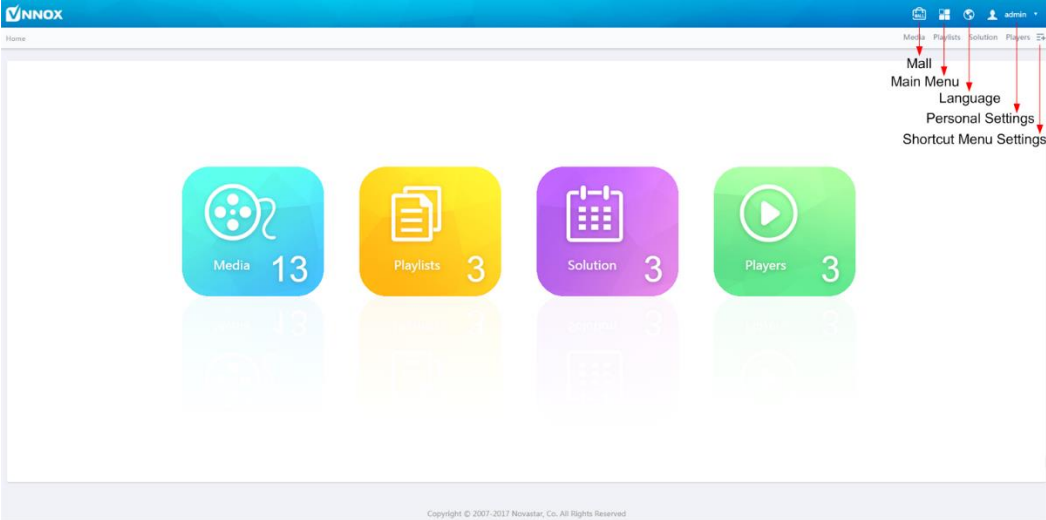 VNNOX
admin
Home
Media Playlists Solution Players
Mall
Main Menu
Language
Personal Settings
Shortcut Menu Settings
Media 13
Playlists 3
Solution 3
Players 3
Copyright © 2007-2017 Novastar, Co. All Rights Reserved